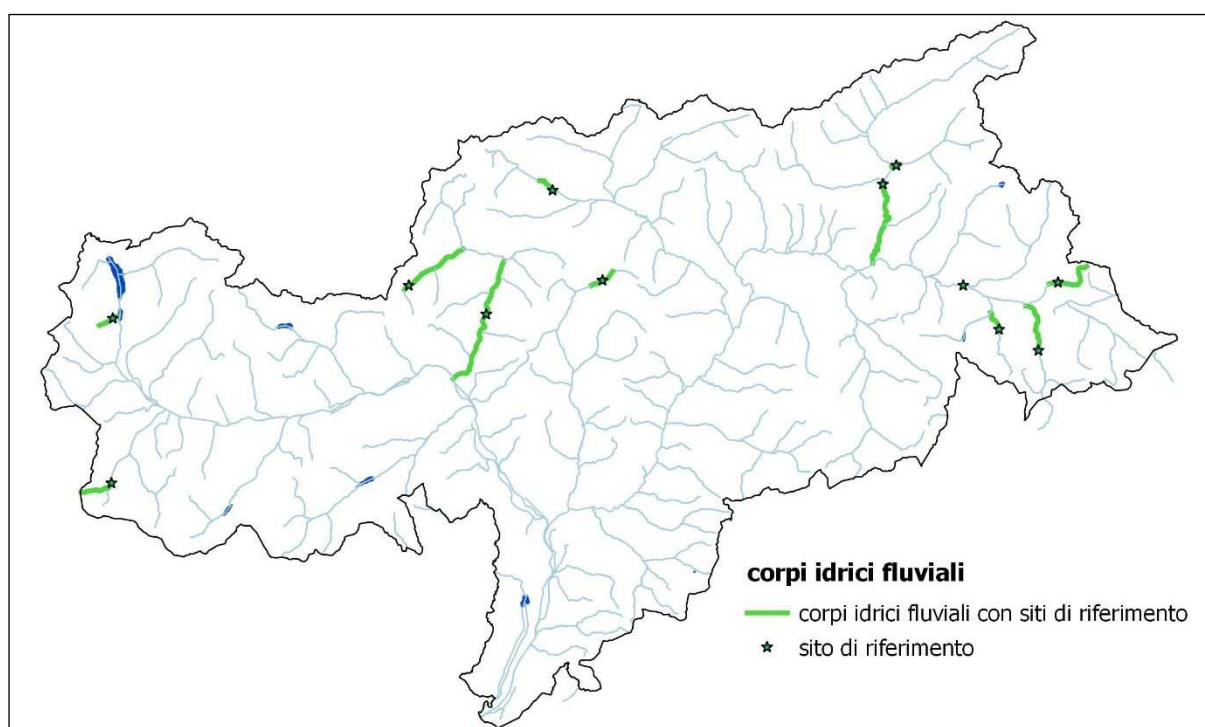 corpi idrici fluviali
corpi idrici fluviali con siti di riferimento
sito di riferimento